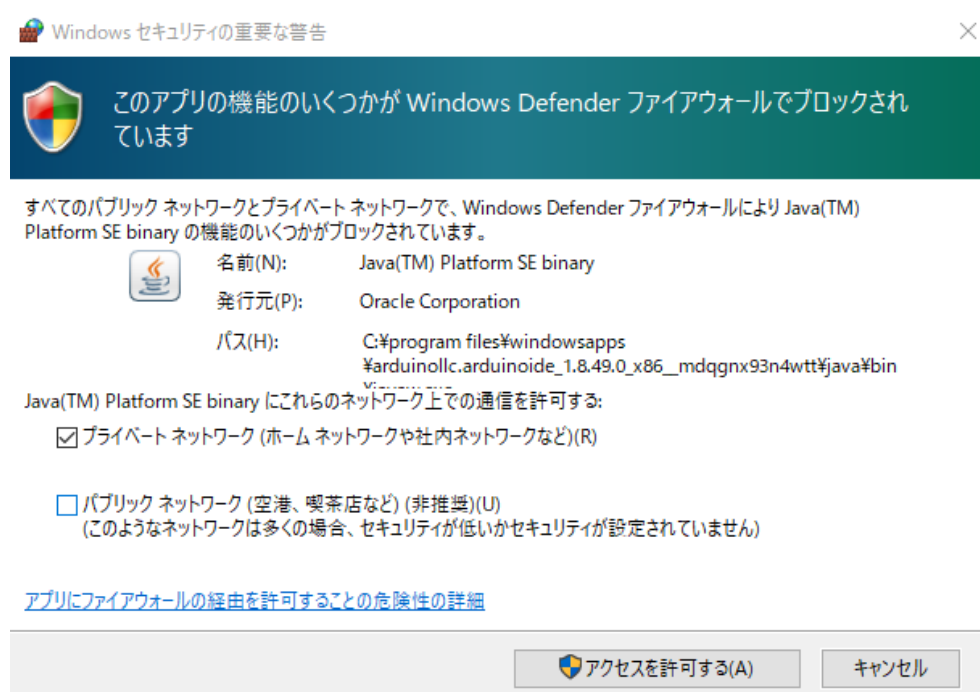 Windows セキュリティの重要な警告
このアプリの機能のいくつかが Windows Defender ファイアウォールでブロックされ
ています
すべてのパブリック ネットワークとプライベート ネットワークで、Windows Defender ファイアウォールにより Java(TM)
Platform SE binary の機能のいくつかがブロックされています。
名前(N): Java(TM) Platform SE binary
発行元(P): Oracle Corporation
パス(H): C:¥program files¥windowsapps
¥arduinollc.arduinoide_1.8.49.0_x86__mdqgnx93n4wtt¥java¥bin
Java(TM) Platform SE binary にこれらのネットワーク上での通信を許可する:
プライベート ネットワーク (ホーム ネットワークや社内ネットワークなど)(R)
パブリック ネットワーク (空港、喫茶店など) (非推奨)(U)
(このようなネットワークは多くの場合、セキュリティが低いかセキュリティが設定されていません)
アプリにファイアウォールの経由を許可することの危険性の詳細
アクセスを許可する(A) キャンセル